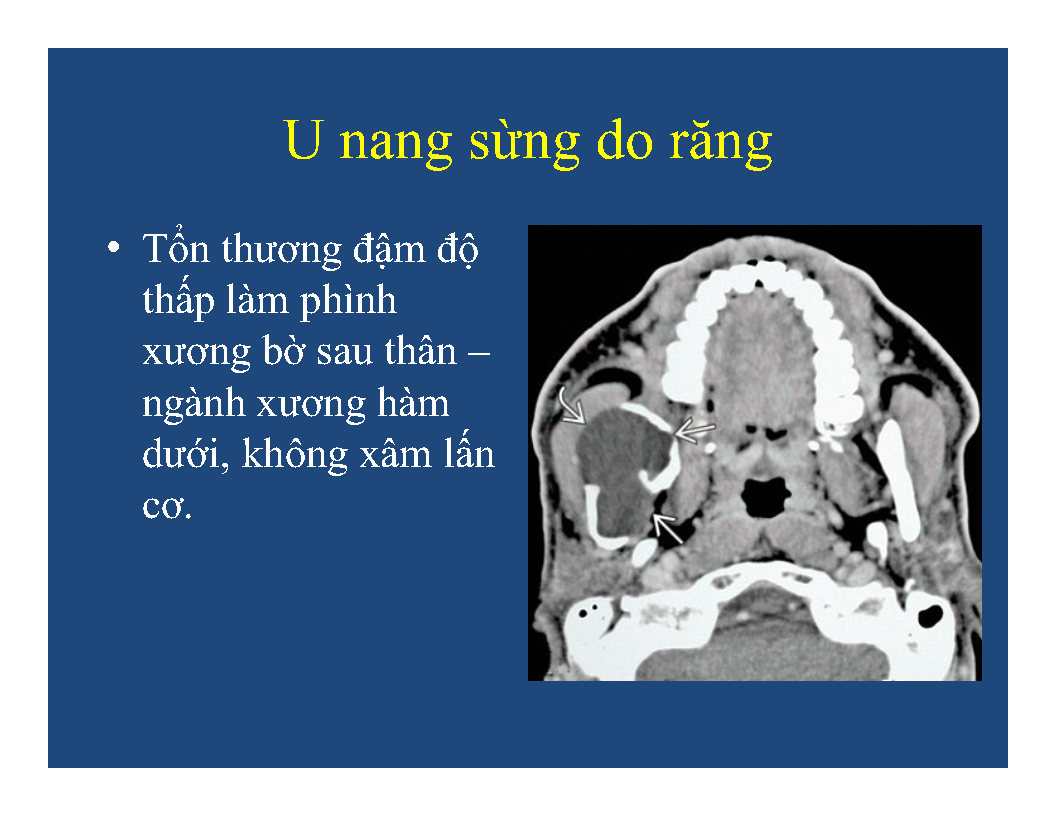 U nang sừng do răng
• Tổn thương đậm độ
thấp làm phình
xương bờ sau thân –
ngành xương hàm
dưới, không xâm lấn
cơ.